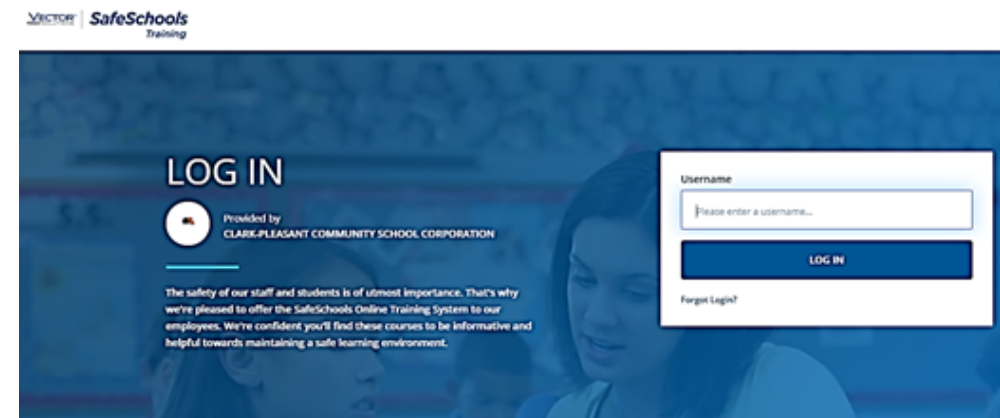 VECTOR SafeSchools
Training
LOG IN
Provided by
CLARK-PLEASANT COMMUNITY SCHOOL CORPORATION
The safety of our staff and students is of utmost importance. That's why
we're pleased to offer the SafeSchools Online Training System to our
employees. We're confident you'll find these courses to be informative and
helpful towards maintaining a safe learning environment.
Username
Please enter a username...
LOG IN
Forgot Login?